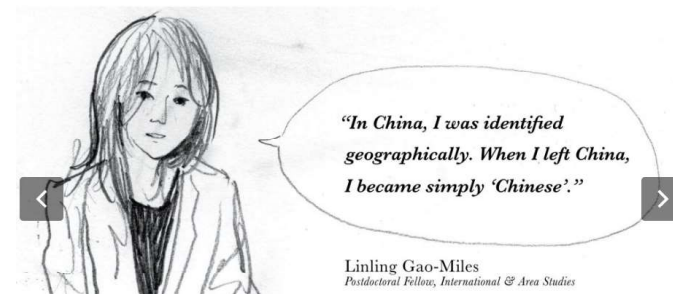 “In China, I was identified
geographically. When I left China,
I became simply ‘Chinese’.”
Linling Gao-Miles
Postdoctoral Fellow, International & Area Studies